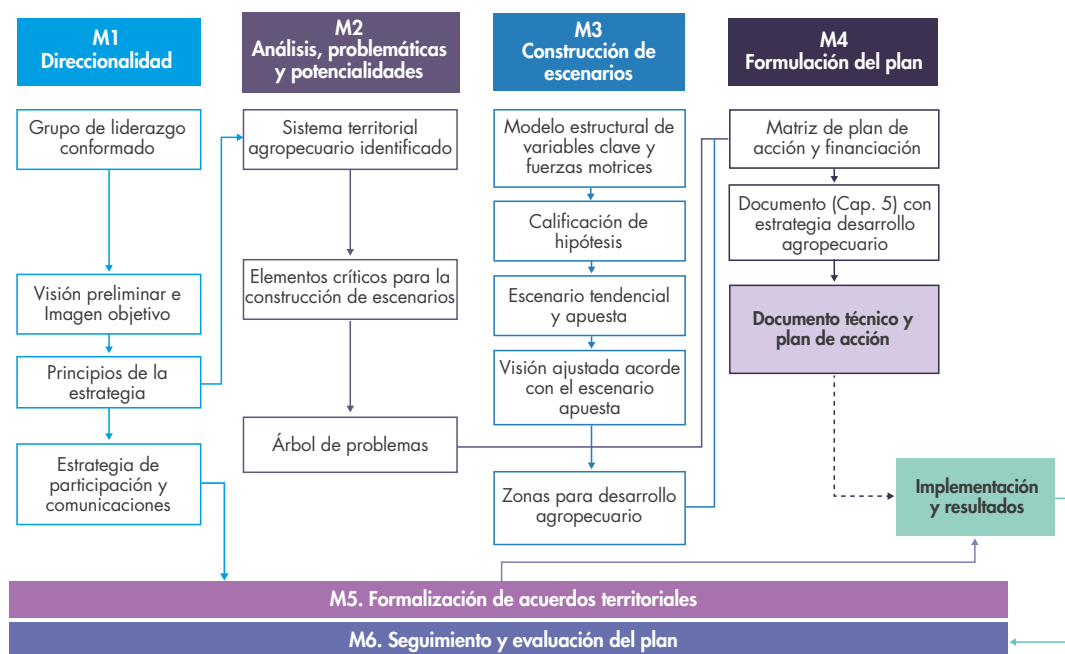 M1
Direccionalidad
Grupo de liderazgo
conformado
Visión preliminar e
Imagen objetivo
Principios de la
estrategia
Estrategia de
participación y
comunicaciones
M2
Análisis, problemáticas
y potencialidades
Sistema territorial
agropecuario identificado
Elementos críticos para la
construcción de escenarios
Árbol de problemas
M3
Construcción de
escenarios
Modelo estructural de
variables clave y
fuerzas motrices
Calificación de
hipótesis
Escenario tendencial
y apuesta
Visión ajustada acorde
con el escenario
apuesta
Zonas para desarrollo
agropecuario
M4
Formulación del plan
Matriz de plan de
acción y financiación
Documento (Cap. 5) con
estrategia desarrollo
agropecuario
Documento técnico y
plan de acción
Implementación
y resultados
M5. Formalización de acuerdos territoriales
M6. Seguimiento y evaluación del plan